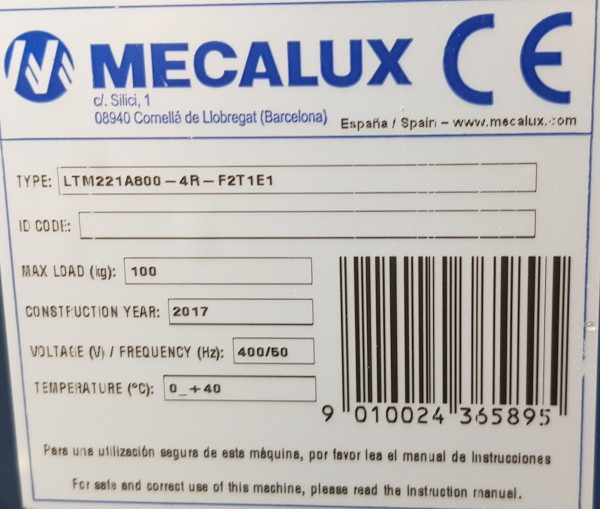 MECALUX CE
c/. Silici, 1
08940 Cornellá de Llobregat (Barcelona) España / Spain - www.mecalux.com
TYPE: LTM221A800-4R-F2T1E1
ID CODE:
MAX LOAD (kg): 100
CONSTRUCTION YEAR: 2017
VOLTAGE (V) / FREQUENCY (Hz): 400/50
TEMPERATURE (°C): 0_+40
9 010024 365895
Para una utilización segura de esta máquina, por favor lea el manual de Instrucciones
For safe and correct use of this machine, please read the Instruction manual.